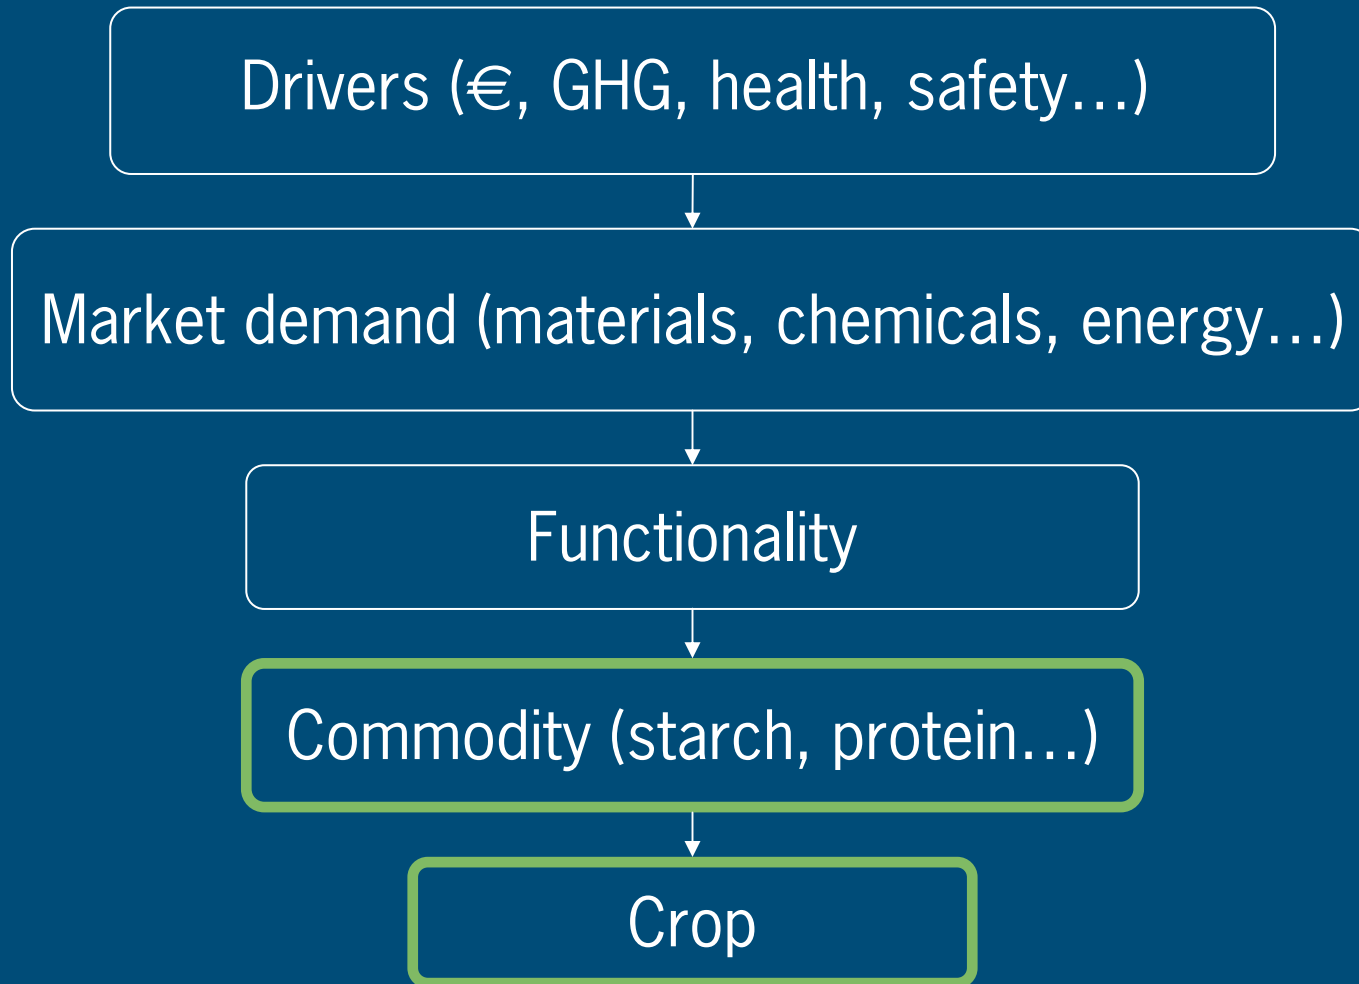 Drivers (€, GHG, health, safety…)
Market demand (materials, chemicals, energy…)
Functionality
Commodity (starch, protein…)
Crop